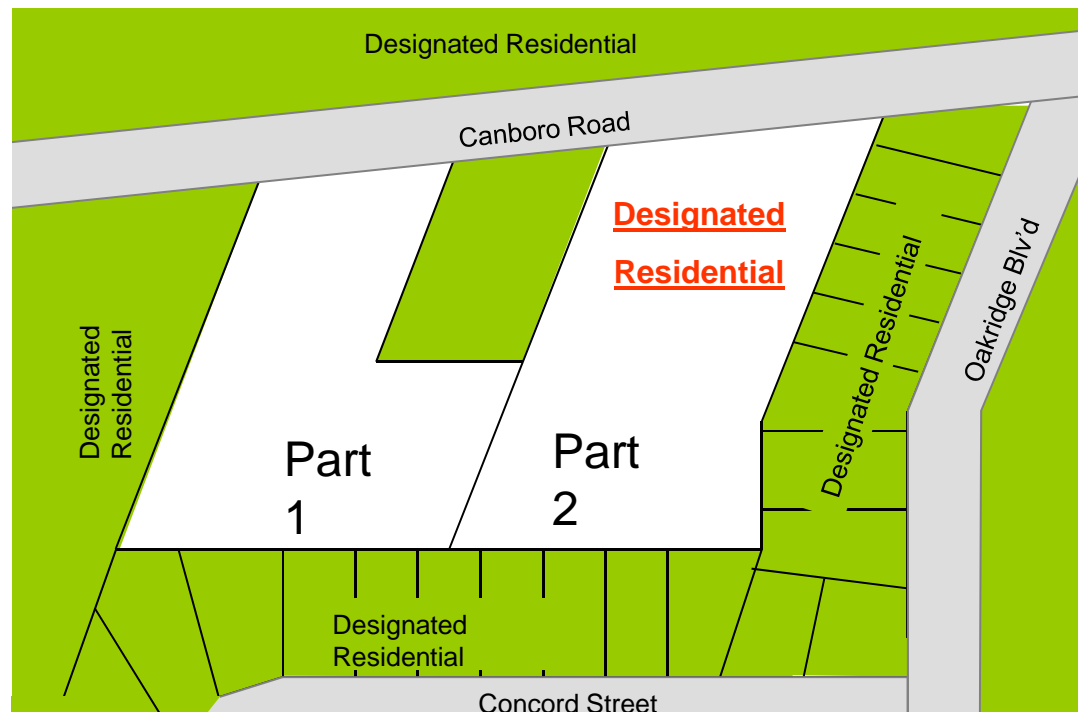 Designated Residential
Canboro Road
Designated
Residential
Oakridge Blv'd
Designated Residential
Designated
Residential
Part
1
Part
2
Designated
Residential
Concord Street